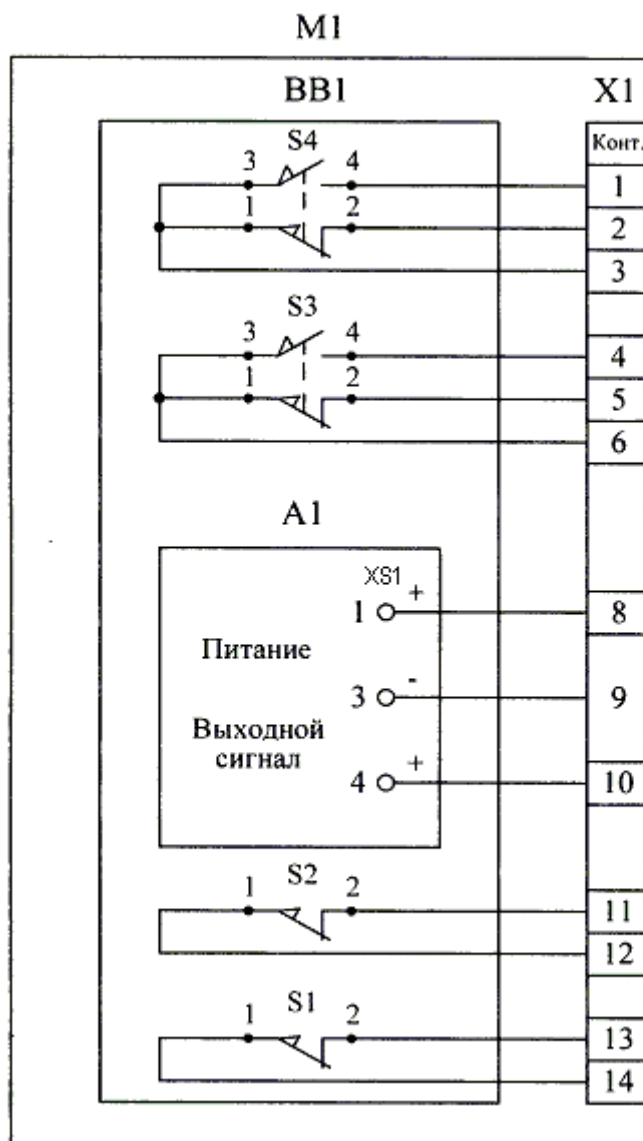 M1
BB1 X1
S4 Конт.
3 4 1
1 2 2
3
S3
3 4 4
1 2 5
6
A1
XS1
1 + 8
Питание
3 - 9
Выходной
сигнал
4 + 10
S2
1 2 11
12
S1
1 2 13
14